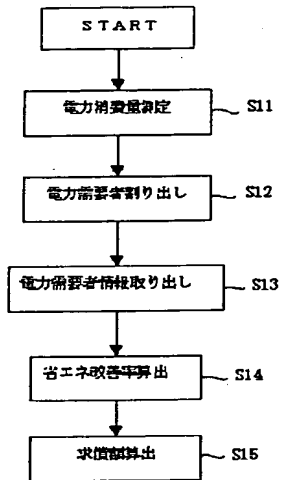 START
電力消費量測定 S11
電力需要者割り出し S12
電力需要者情報取り出し S13
省エネ改善率算出 S14
求償額算出 S15